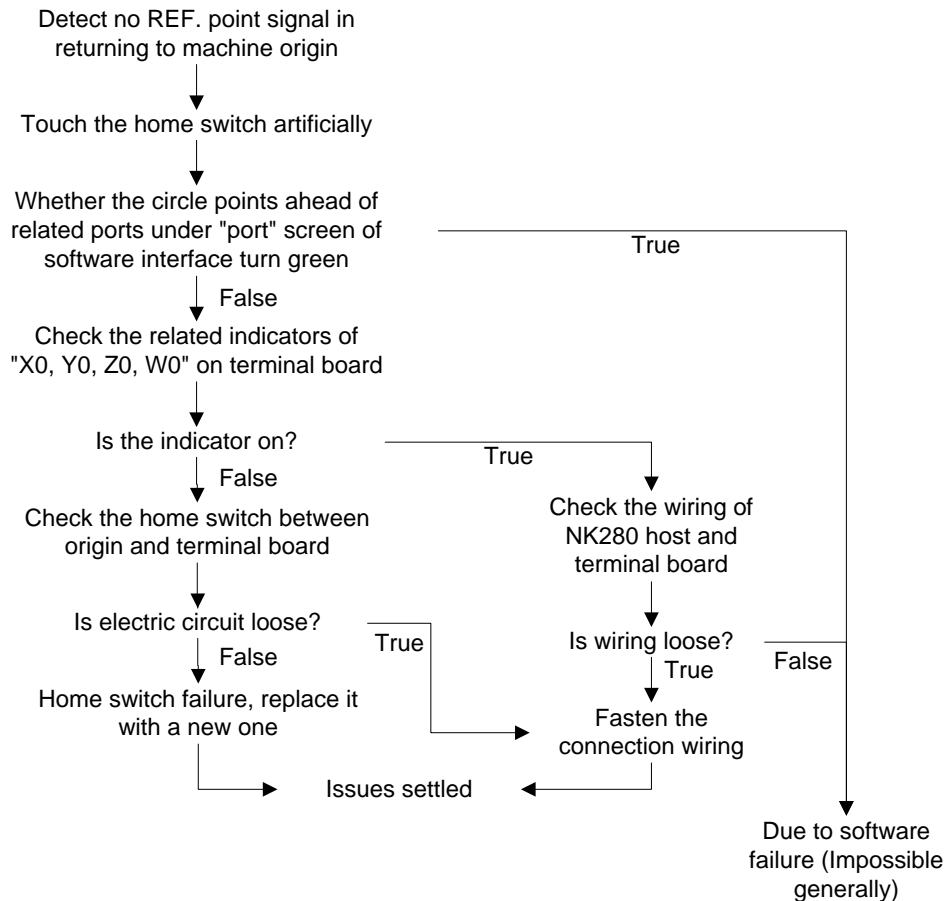 Detect no REF. point signal in
returning to machine origin
Touch the home switch artificially
Whether the circle points ahead of
related ports under "port" screen of
software interface turn green
True
False
Check the related indicators of
"X0, Y0, Z0, W0" on terminal board
Is the indicator on?
True
False
Check the home switch between
origin and terminal board
Check the wiring of
NK280 host and
terminal board
Is electric circuit loose?
True
False
Is wiring loose?
False
True
Home switch failure, replace it
with a new one
Fasten the
connection wiring
Issues settled
Due to software
failure (Impossible
generally)